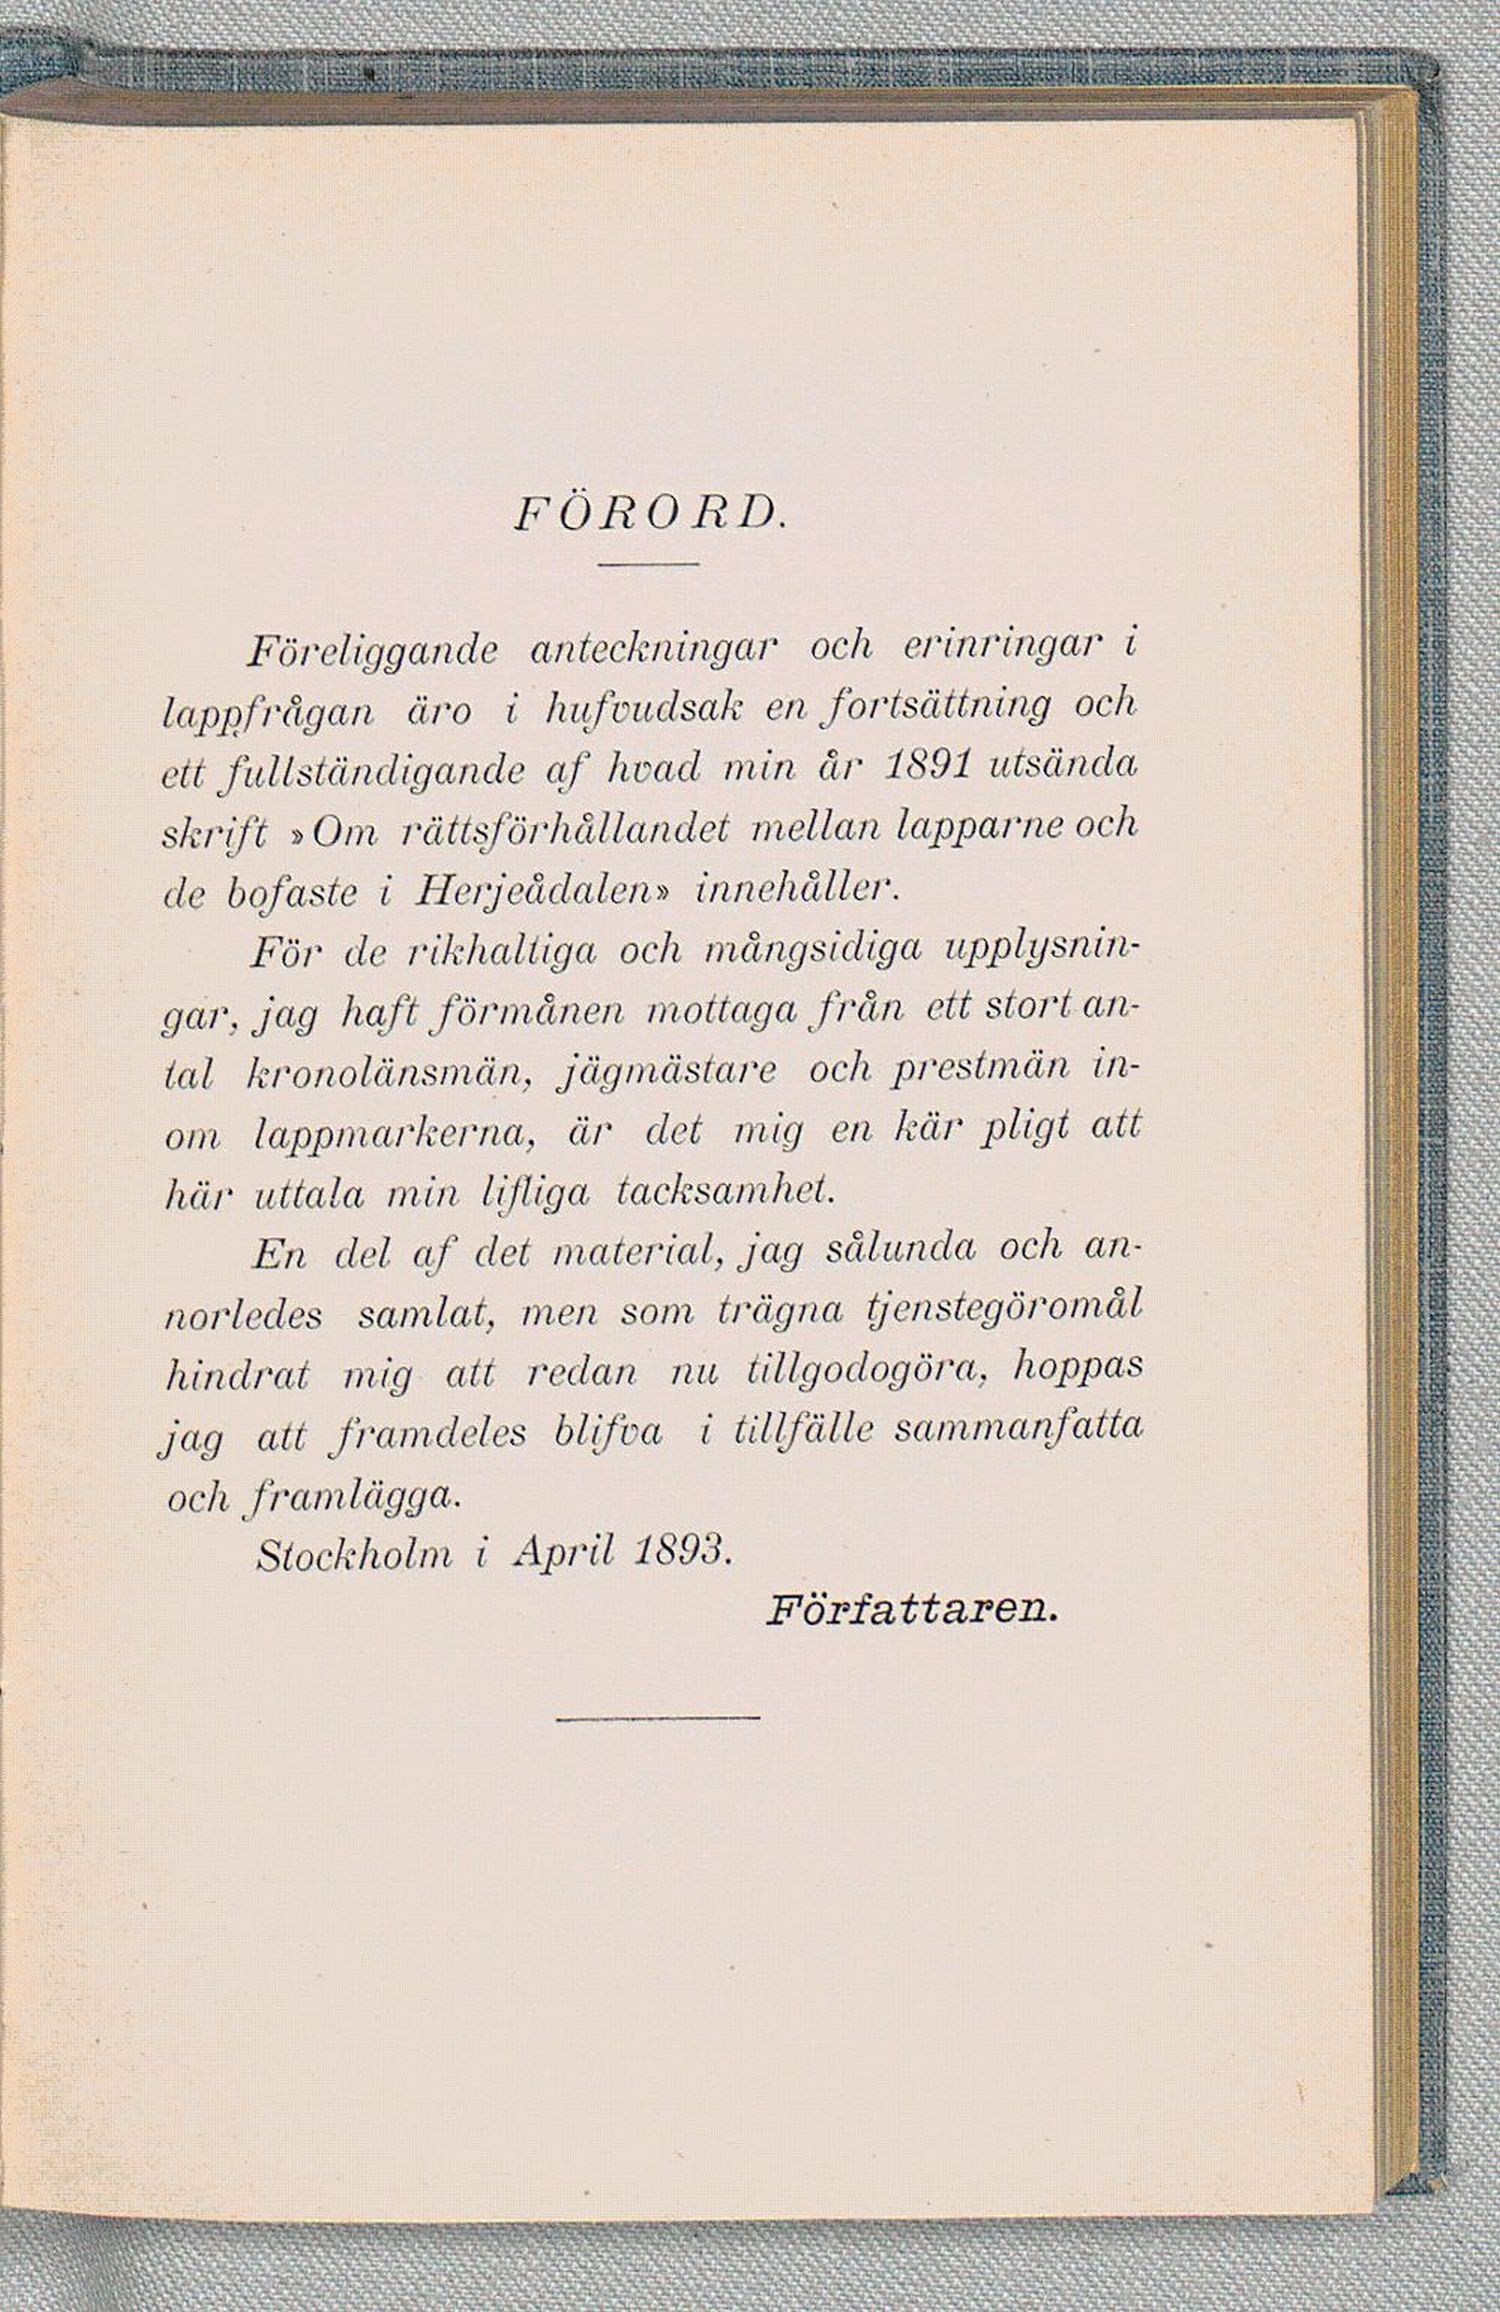 FÖRORD.
Föreliggande anteckningar och erinringar i
lappfrågan äro i hufvudsak en fortsättning och
ett fullständigande af hvad min år 1891 utsända
skrift »Om rättsförhållandet mellan lapparne och
de bofaste i Herjeådalen» innehåller.
För de rikhaltiga och mångsidiga upplysnin-
gar, jag haft förmånen mottaga från ett stort an-
tal kronolänsmän, jägmästare och prestmän in-
om lappmarkerna, är det mig en kär pligt att
här uttala min lifliga tacksamhet.
En del af det material, jag sålunda och an-
norledes samlat, men som trägna tjenstegöromål
hindrat mig att redan nu tillgodogöra, hoppas
jag att framdeles blifva i tillfälle sammanfatta
och framlägga.
Stockholm i April 1893.
Författaren.